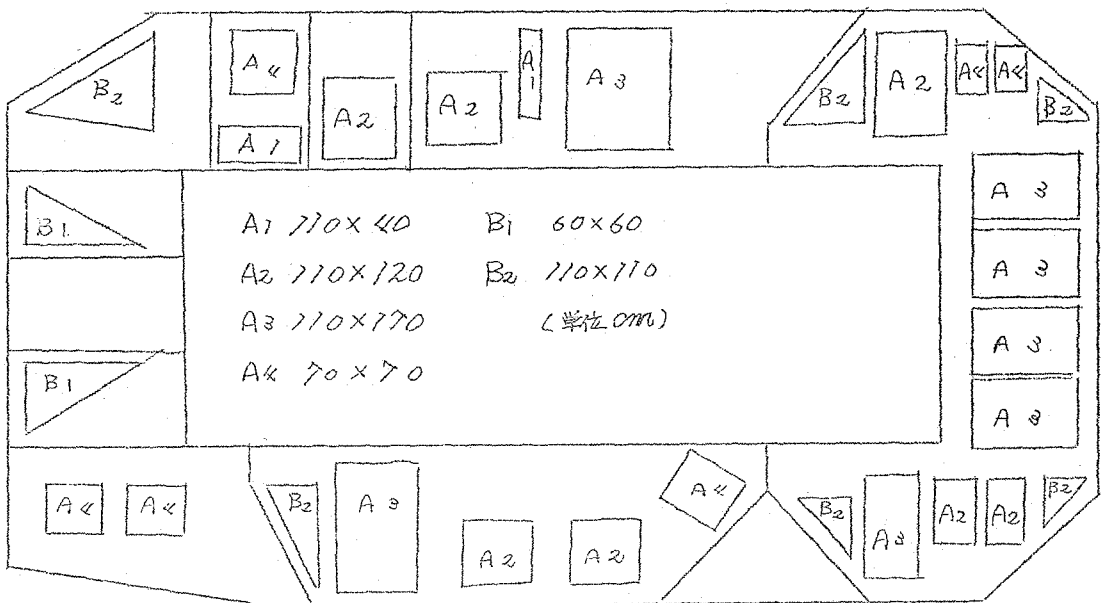 A4 A1 A3 A2 A4 A4
B2 A2 A2 B2 B2
A1
B1 A3
A1 110×40 B1 60×60
A2 110×120 B2 110×110
A3
A3 110×170 (単位cm)
A3
A4 70×70
B1 A3
A4 A4 B2 A3 A4 B2 A2 A2 B2
A2 A2 A3